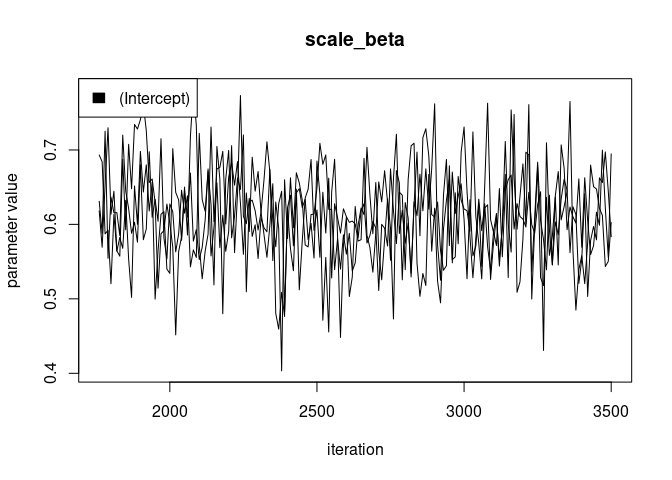 scale_beta
(Intercept)
parameter value
0.7
0.6
0.5
0.4
2000 2500 3000 3500
iteration